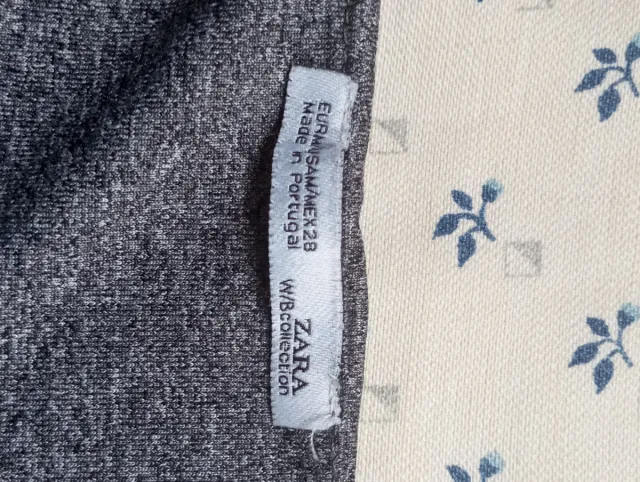 ZARA
W/B collection
EUR M/USA M/MEX 28
Made in Portugal